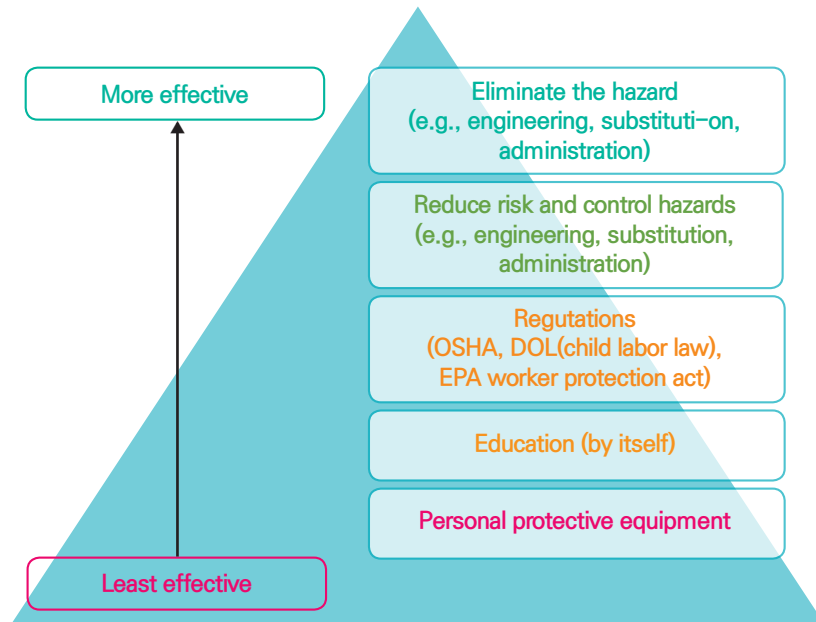 More effective
Eliminate the hazard
(e.g., engineering, substituti-on,
administration)
Reduce risk and control hazards
(e.g., engineering, substitution,
administration)
Regutations
(OSHA, DOL(child labor law),
EPA worker protection act)
Education (by itself)
Personal protective equipment
Least effective